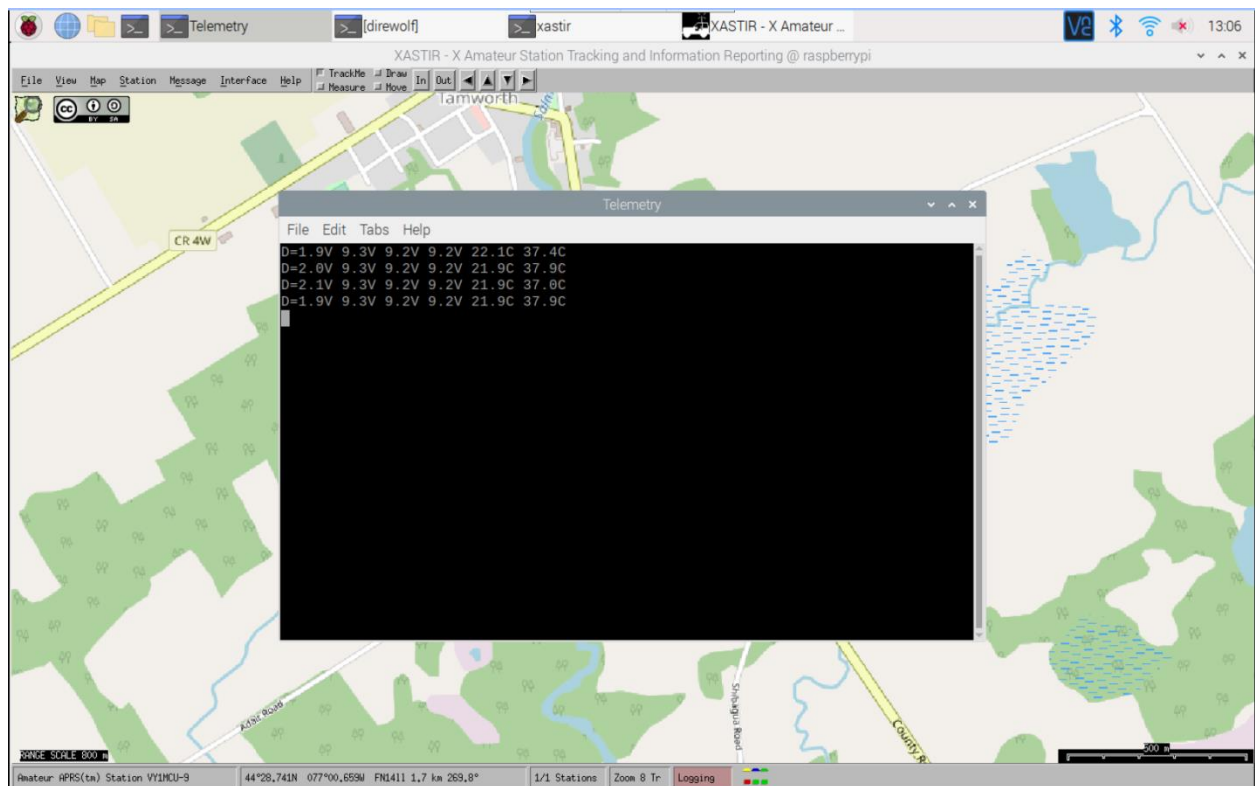 Telemetry
[direwolf]
xastir
XASTIR - X Amateur ...
V2
13:06
XASTIR - X Amateur Station Tracking and Information Reporting @ raspberrypi
File View Map Station Message Interface Help
TrackMe Draw
Measure Move
In Out
cc BY SA
Tamworth
CR 4W
Telemetry
File Edit Tabs Help
D=1.9V 9.3V 9.2V 9.2V 22.1C 37.4C
D=2.0V 9.3V 9.2V 9.2V 21.9C 37.9C
D=2.1V 9.3V 9.2V 9.2V 21.9C 37.0C
D=1.9V 9.3V 9.2V 9.2V 21.9C 37.9C
Adair Road
Shibagua Road
County R
RANGE SCALE 800 m
500 m
Amateur APRS(tm) Station VY1MCU-9
44°28,741N 077°00,659W FN14ll 1,7 km 269,8°
1/1 Stations
Zoom 8 Tr
Logging